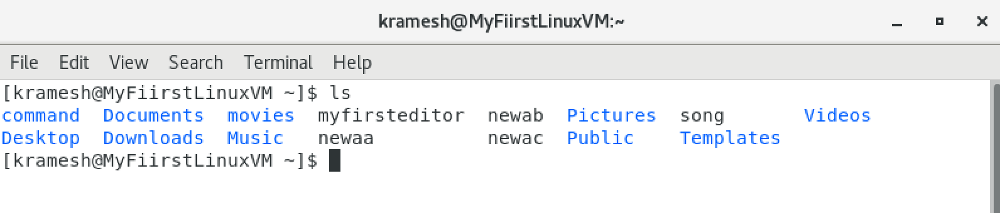 kramesh@MyFiirstLinuxVM:~
File Edit View Search Terminal Help
[kramesh@MyFiirstLinuxVM ~]$ ls
command Documents movies myfirsteditor newab Pictures song Videos
Desktop Downloads Music newaa newac Public Templates
[kramesh@MyFiirstLinuxVM ~]$